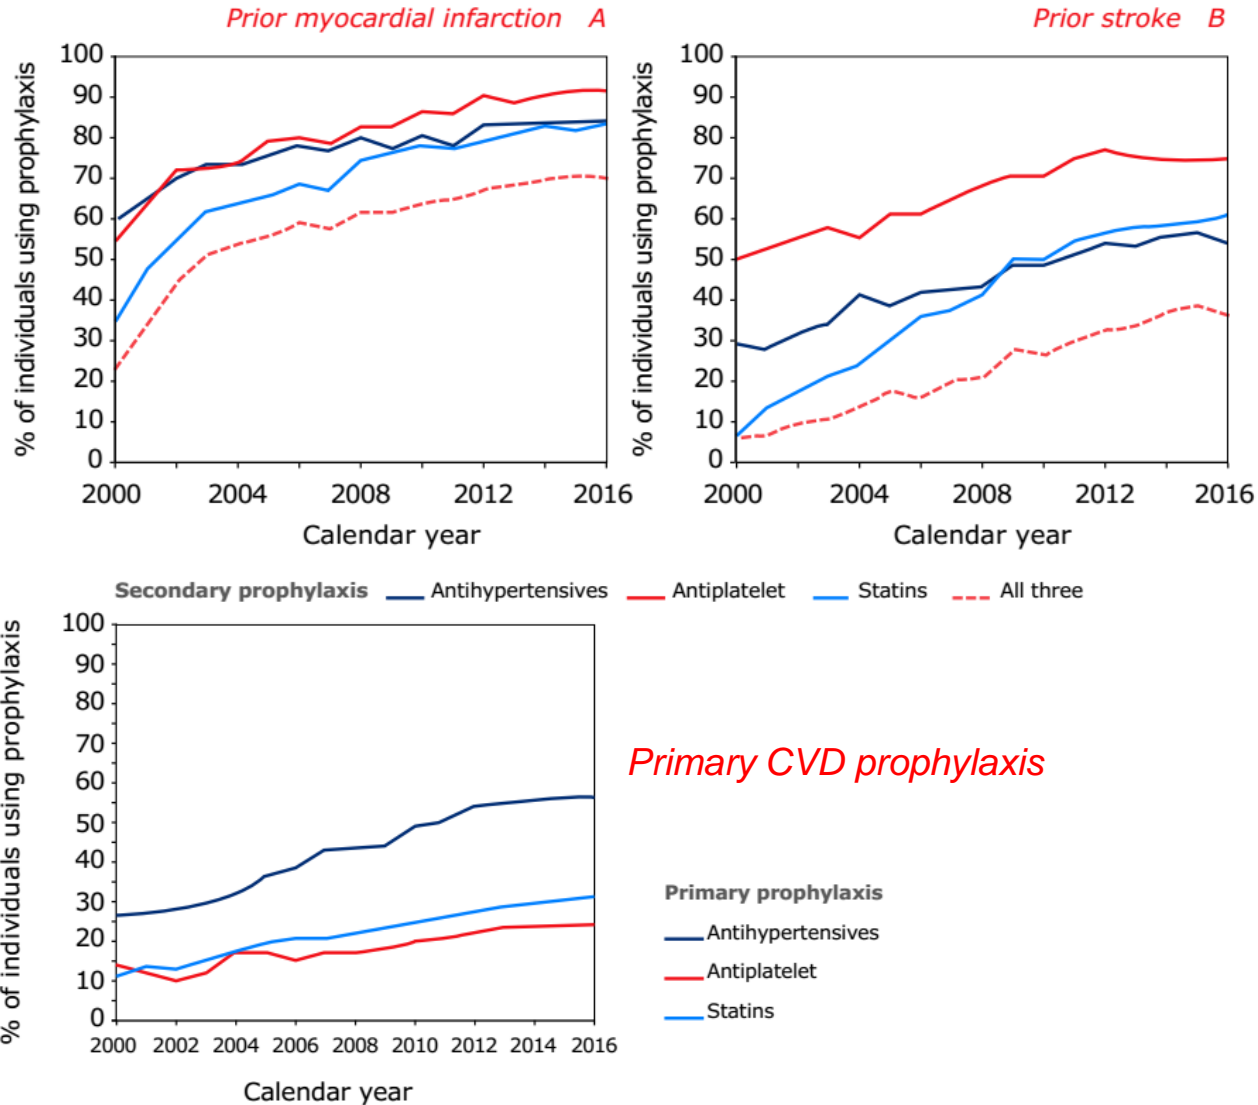 Prior myocardial infarction A
Prior stroke B
% of individuals using prophylaxis
100
90
80
70
60
50
40
30
20
10
0
2000 2004 2008 2012 2016
Calendar year
% of individuals using prophylaxis
100
90
80
70
60
50
40
30
20
10
0
2000 2004 2008 2012 2016
Calendar year
Secondary prophylaxis Antihypertensives Antiplatelet Statins All three
% of individuals using prophylaxis
100
90
80
70
60
50
40
30
20
10
0
2000 2002 2004 2006 2008 2010 2012 2014 2016
Calendar year
Primary CVD prophylaxis
Primary prophylaxis
Antihypertensives
Antiplatelet
Statins